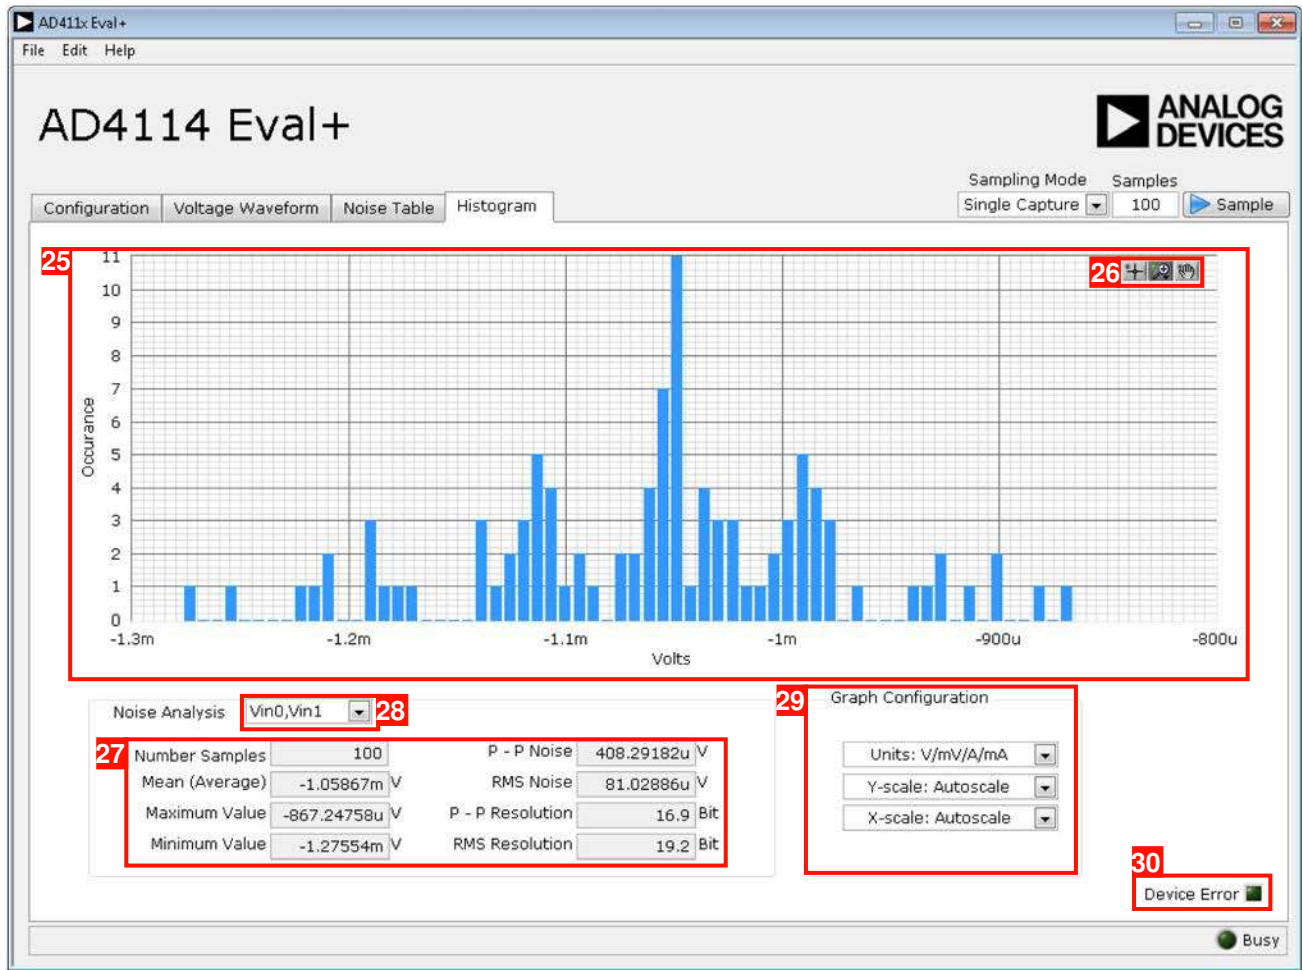 AD411x Eval+
File Edit Help
AD4114 Eval+
ANALOG
DEVICES
Sampling Mode Samples
Configuration Voltage Waveform Noise Table Histogram Single Capture 100 Sample
25
26
11
10
9
8
7
6
5
4
3
2
1
0
Occurance
-1.3m -1.2m -1.1m -1m -900u -800u
Volts
Noise Analysis Vin0,Vin1 28
27
Number Samples 100 P - P Noise 408.29182u V
Mean (Average) -1.05867m V RMS Noise 81.02886u V
Maximum Value -867.24758u V P - P Resolution 16.9 Bit
Minimum Value -1.27554m V RMS Resolution 19.2 Bit
29 Graph Configuration
Units: V/mV/A/mA
Y-scale: Autoscale
X-scale: Autoscale
30
Device Error
Busy